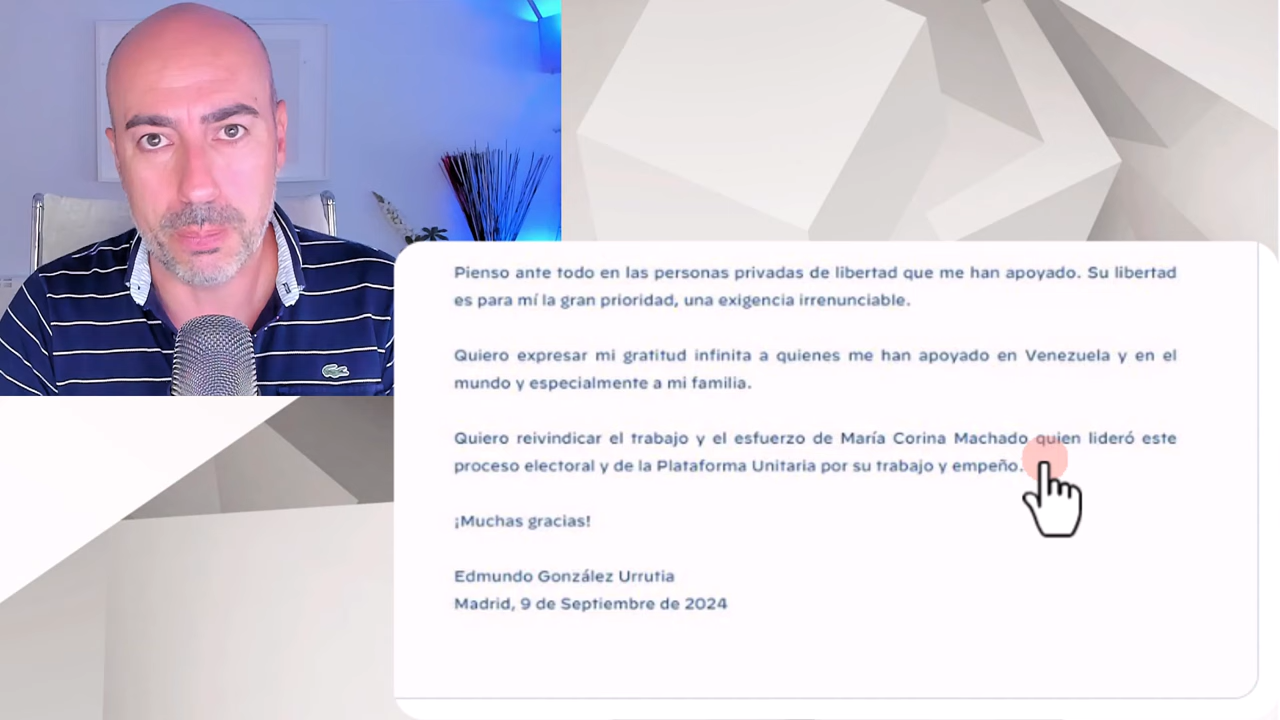 Pienso ante todo en las personas privadas de libertad que me han apoyado. Su libertad
es para mí la gran prioridad, una exigencia irrenunciable.
Quiero expresar mi gratitud infinita a quienes me han apoyado en Venezuela y en el
mundo y especialmente a mi familia.
Quiero reivindicar el trabajo y el esfuerzo de María Corina Machado quien lideró este
proceso electoral y de la Plataforma Unitaria por su trabajo y empeño.
¡Muchas gracias!
Edmundo González Urrutia
Madrid, 9 de Septiembre de 2024